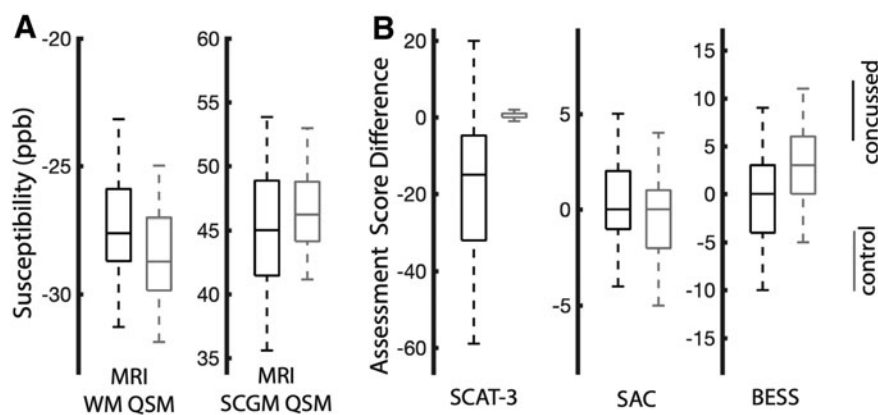 A
Susceptibility (ppb)
-20
-25
-30
MRI
WM QSM
60
55
50
45
40
35
MRI
SCGM QSM
B
Assessment Score Difference
20
0
-20
-40
-60
SCAT-3
5
0
-5
SAC
15
10
5
0
-5
-10
-15
BESS
concussed
control